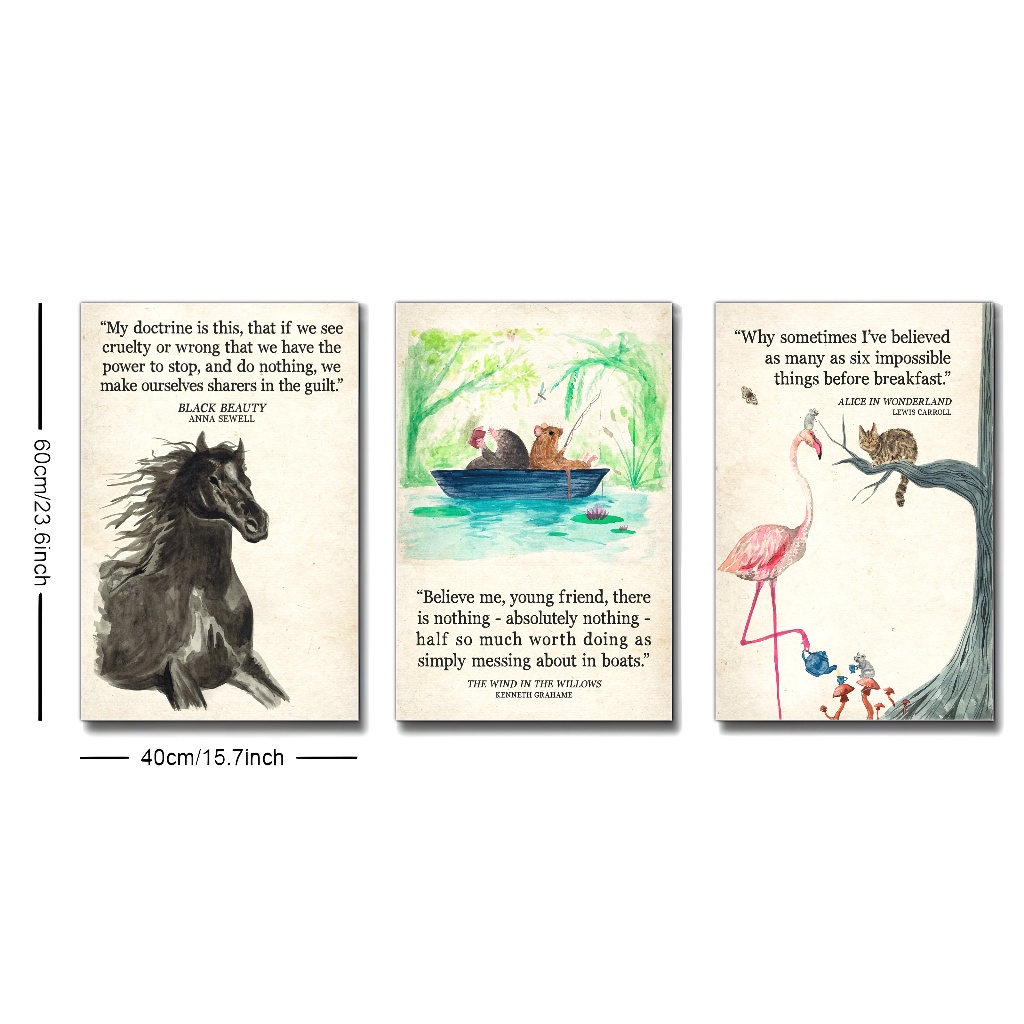 “My doctrine is this, that if we see
cruelty or wrong that we have the
power to stop, and do nothing, we
make ourselves sharers in the guilt.”
BLACK BEAUTY
ANNA SEWELL
“Believe me, young friend, there
is nothing - absolutely nothing -
half so much worth doing as
simply messing about in boats.”
THE WIND IN THE WILLOWS
KENNETH GRAHAME
“Why sometimes I’ve believed
as many as six impossible
things before breakfast.”
ALICE IN WONDERLAND
LEWIS CARROLL
60cm/23.6inch
40cm/15.7inch